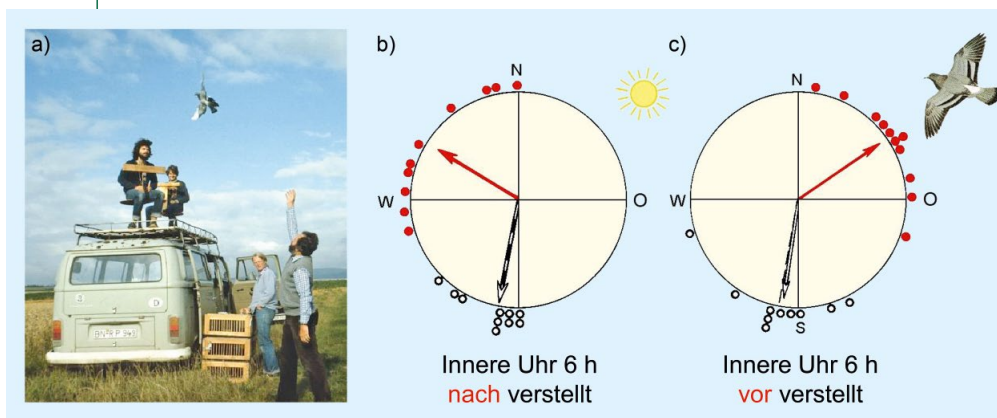 a)
b)
c)
N
W
O
Innere Uhr 6 h
nach verstellt
N
W
O
S
Innere Uhr 6 h
vor verstellt